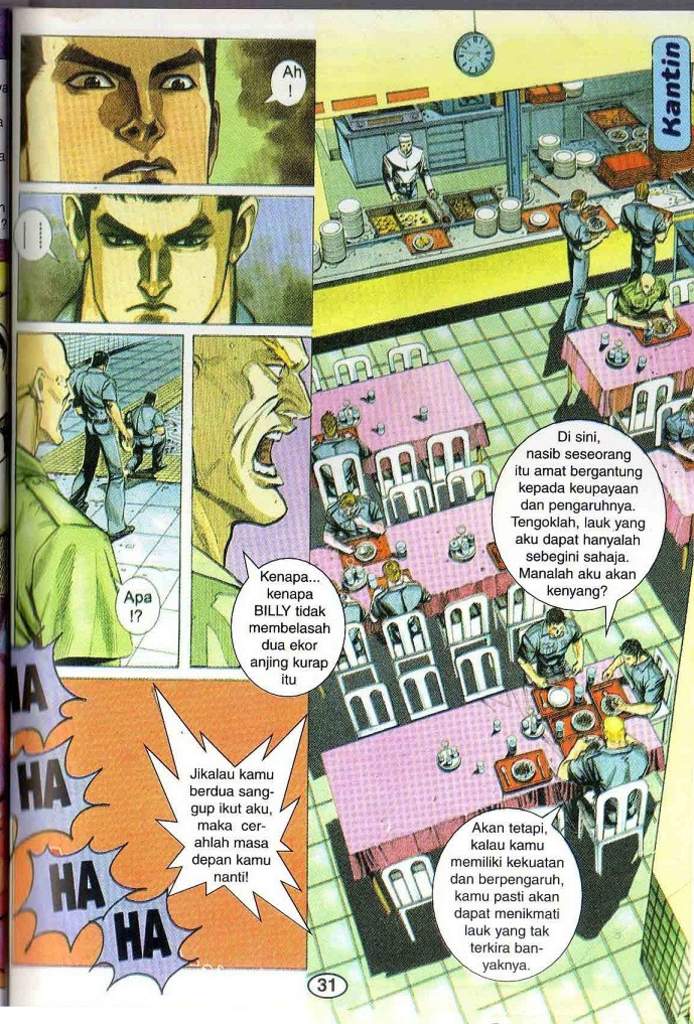 Ah
!
........
Apa
!?
Kenapa...
kenapa
BILLY tidak
membelasah
dua ekor
anjing kurap
itu
HA
HA
HA
HA
Jikalau kamu
berdua sang-
gup ikut aku,
maka cer-
ahlah masa
depan kamu
nanti!
Kantin
Di sini,
seseorang
itu amat bergantung
kepada keupayaan
dan pengaruhnya.
Tengoklah, lauk yang
aku dapat hanyalah
sebegini sahaja.
Manalah aku akan
kenyang?
Akan tetapi,
kalau kamu
memiliki kekuatan
dan berpengaruh,
kamu pasti akan
dapat menikmati
lauk yang tak
terkira ban-
yaknya.
31